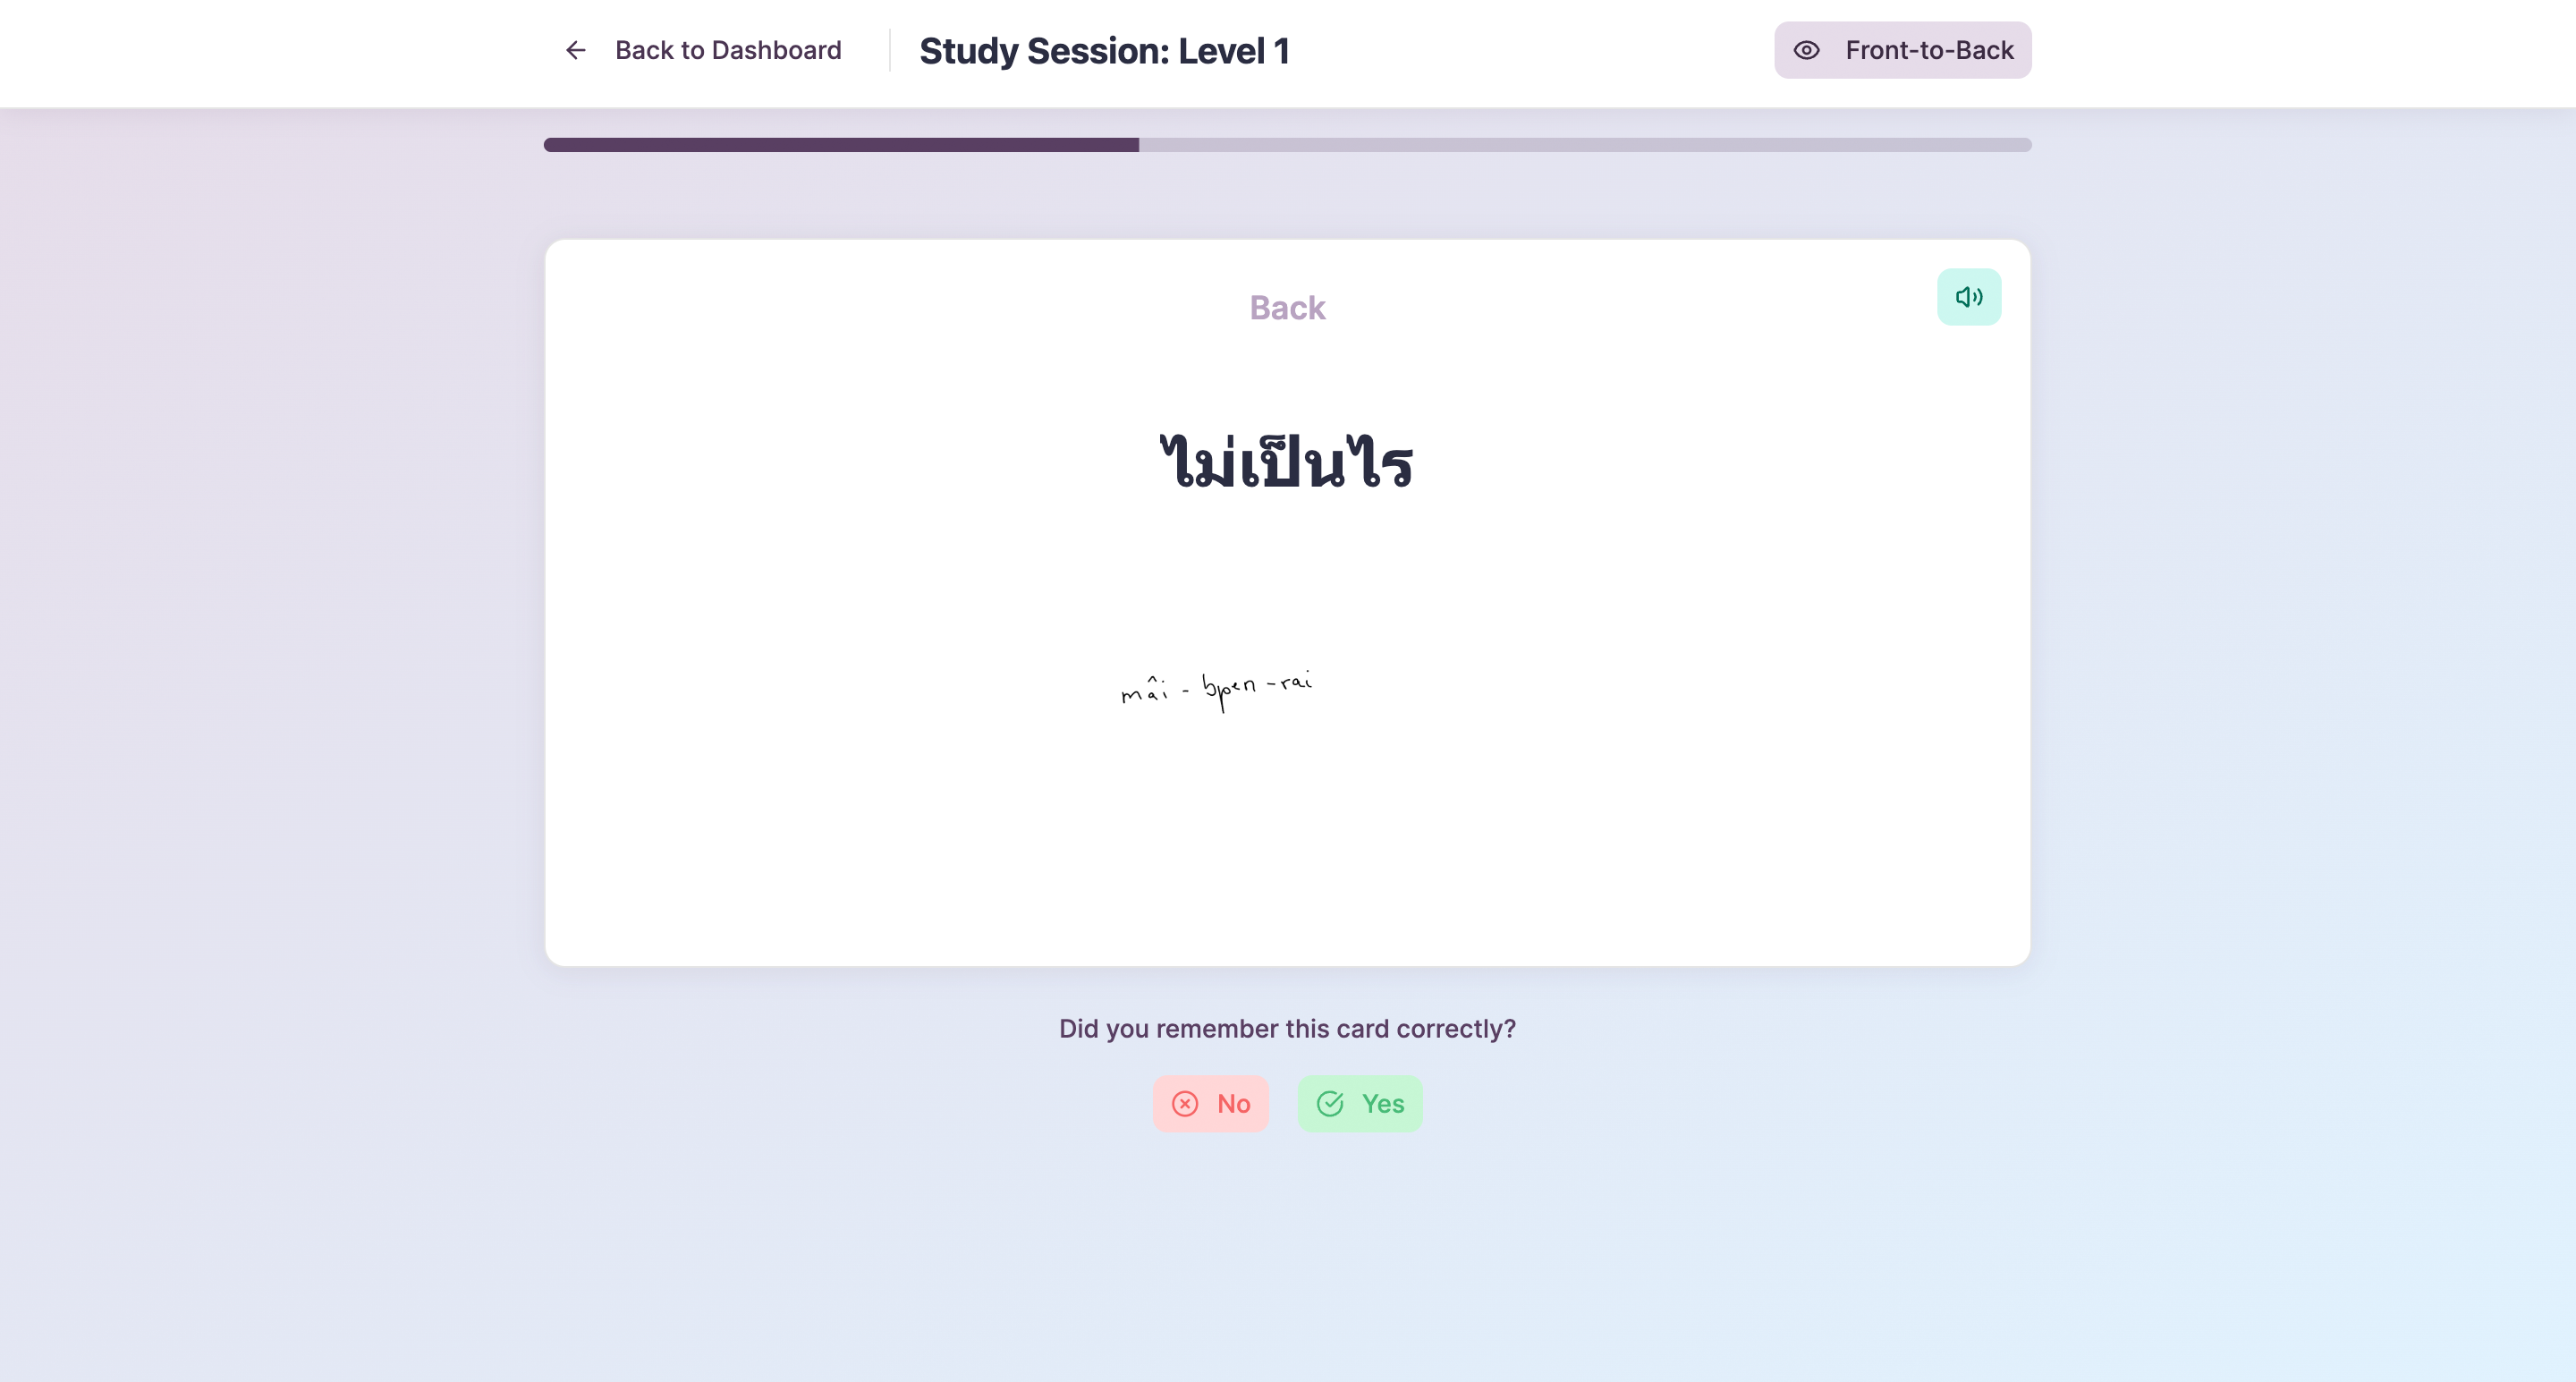 Back to Dashboard
Study Session: Level 1
Front-to-Back
Back
ไม่เป็นไร
mâi - bpen - rai
Did you remember this card correctly?
No
Yes